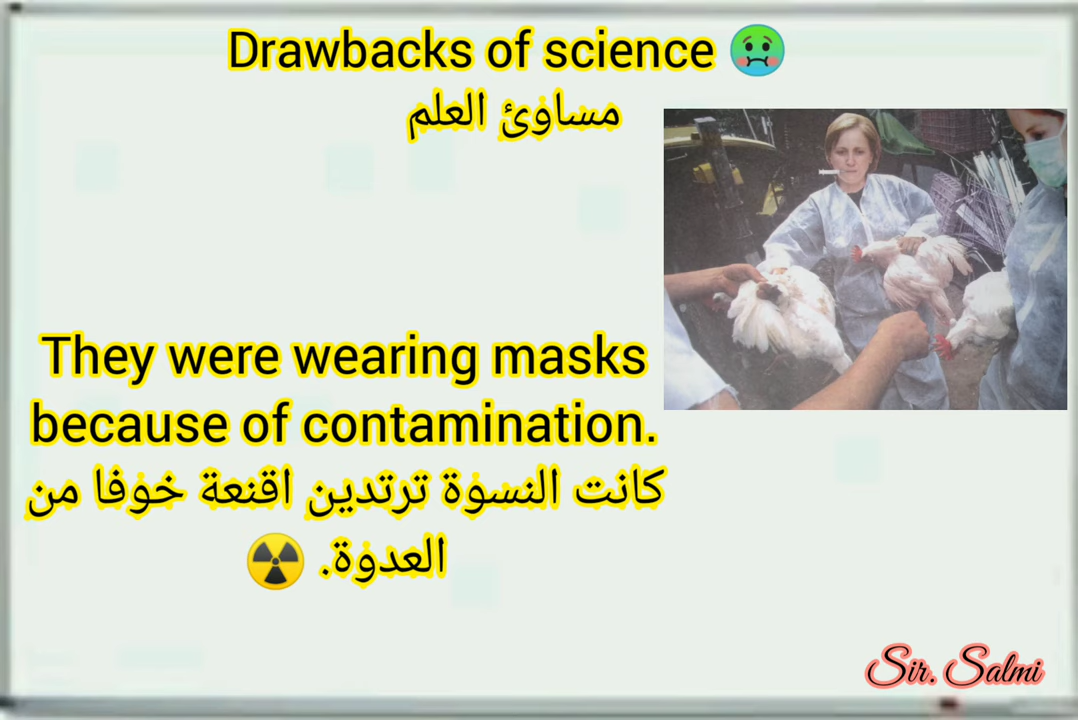 Drawbacks of science 🤢
مساوئ العلم
They were wearing masks
because of contamination.
كانت النسوة ترتدين اقنعة خوفا من
العدوة. ☢
Sir. Salmi